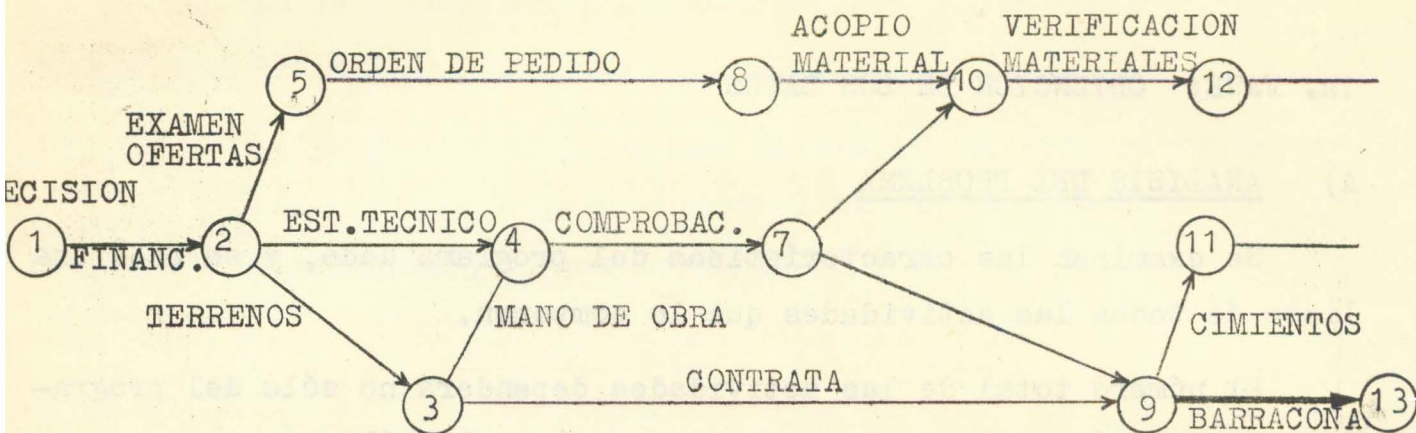 ACOPIO
VERIFICACION
ORDEN DE PEDIDO
MATERIAL
MATERIALES
5
8
10
12
EXAMEN
OFERTAS
ECISION
EST.TECNICO
COMPROBAC.
1
2
4
7
11
FINANC.
TERRENOS
MANO DE OBRA
CIMIENTOS
CONTRATA
3
9
13
BARRACONA